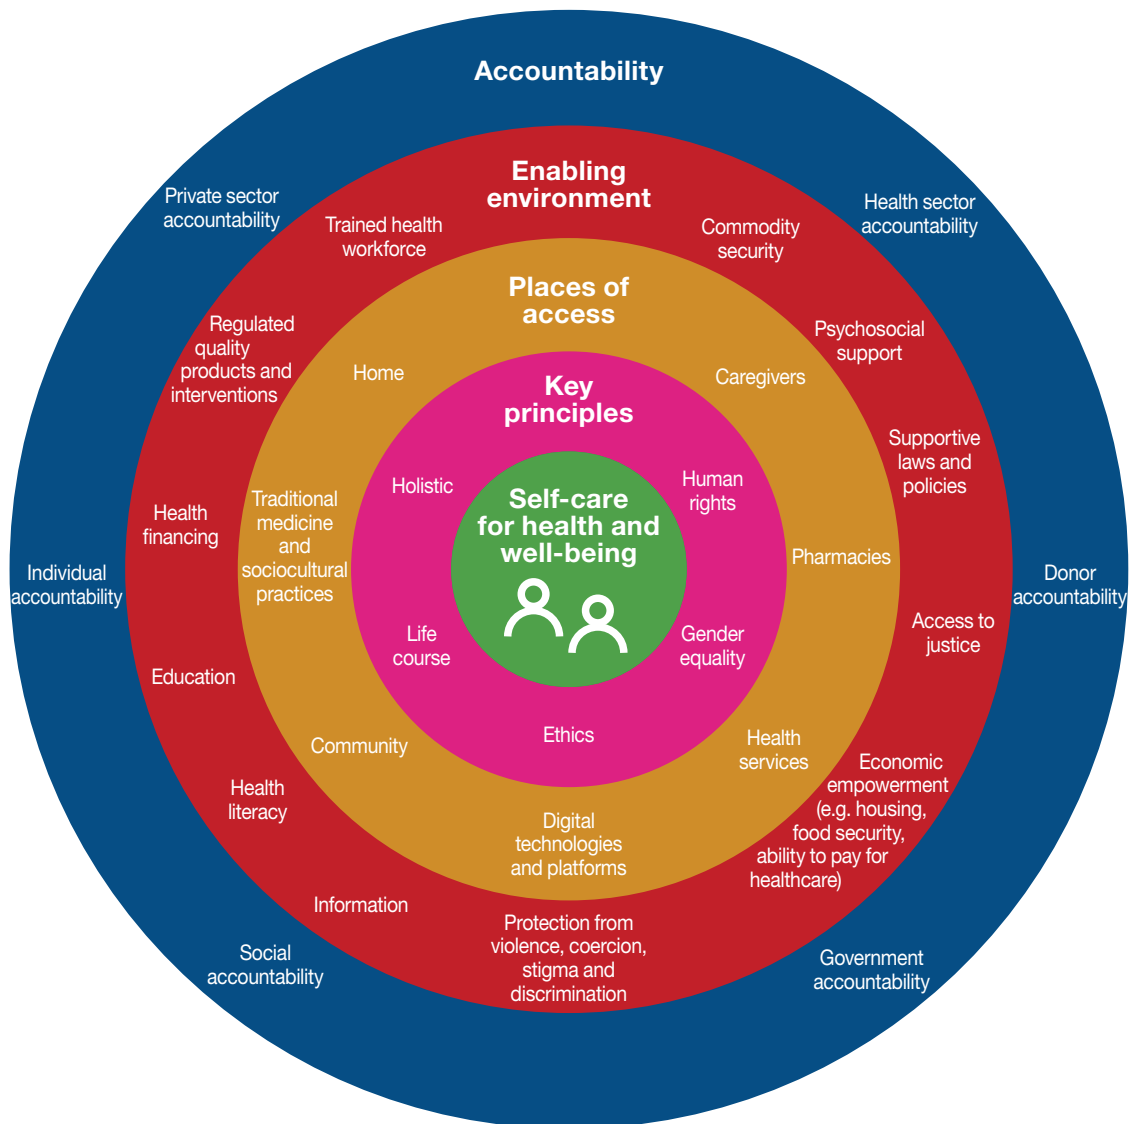 Accountability
Private sector
accountability
Health sector
accountability
Individual
accountability
Donor
accountability
Social
accountability
Government
accountability
Enabling
environment
Trained health
workforce
Commodity
security
Regulated
quality
products and
interventions
Psychosocial
support
Supportive
laws and
policies
Health
financing
Access to
justice
Education
Economic
empowerment
(e.g. housing,
food security,
ability to pay for
healthcare)
Health
literacy
Information
Protection from
violence, coercion,
stigma and
discrimination
Places of
access
Home
Caregivers
Traditional
medicine
and
sociocultural
practices
Pharmacies
Community
Health
services
Digital
technologies
and platforms
Key
principles
Holistic
Human
rights
Life
course
Gender
equality
Ethics
Self-care
for health and
well-being